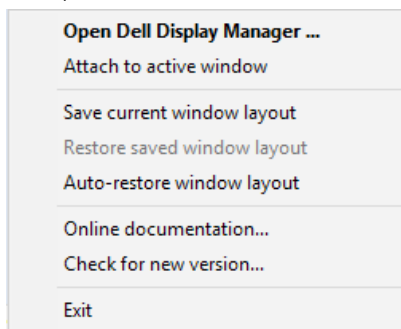 Open Dell Display Manager ...
Attach to active window
Save current window layout
Restore saved window layout
Auto-restore window layout
Online documentation...
Check for new version...
Exit